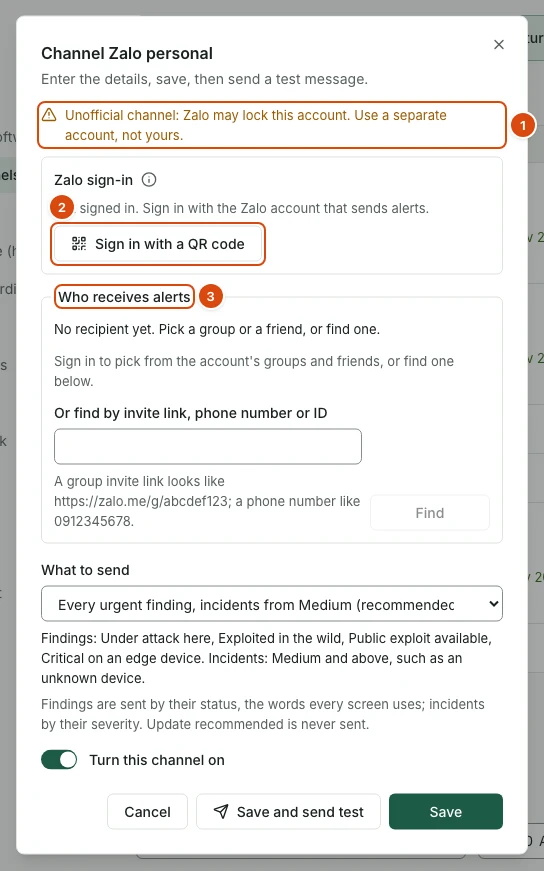 Channel Zalo personal
Enter the details, save, then send a test message.
Unofficial channel: Zalo may lock this account. Use a separate
account, not yours.
1
Zalo sign-in
2 signed in. Sign in with the Zalo account that sends alerts.
Sign in with a QR code
Who receives alerts 3
No recipient yet. Pick a group or a friend, or find one.
Sign in to pick from the account's groups and friends, or find one
below.
Or find by invite link, phone number or ID
A group invite link looks like
https://zalo.me/g/abcdef123; a phone number like
0912345678.
Find
What to send
Every urgent finding, incidents from Medium (recommended
Findings: Under attack here, Exploited in the wild, Public exploit available,
Critical on an edge device. Incidents: Medium and above, such as an
unknown device.
Findings are sent by their status, the words every screen uses; incidents
by their severity. Update recommended is never sent.
Turn this channel on
Cancel
Save and send test
Save